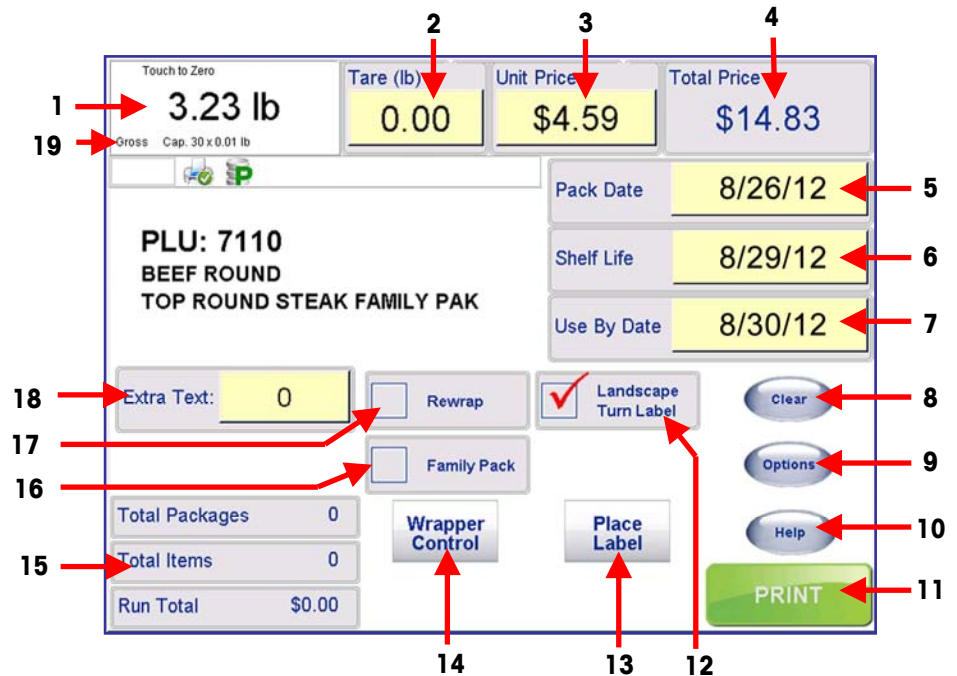 2
3
4
Touch to Zero
3.23 lb
Gross Cap. 30 x 0.01 lb
Tare (lb)
0.00
Unit Price
$4.59
Total Price
$14.83
1
19
P
Pack Date 8/26/12
5
Shelf Life 8/29/12
6
Use By Date 8/30/12
7
PLU: 7110
BEEF ROUND
TOP ROUND STEAK FAMILY PAK
18
Extra Text: 0
17
Rewrap
Landscape
Turn Label
Clear
8
16
Family Pack
Options
9
15
Total Packages 0
Total Items 0
Run Total $0.00
Wrapper
Control
Place
Label
Help
10
PRINT
11
14
13
12